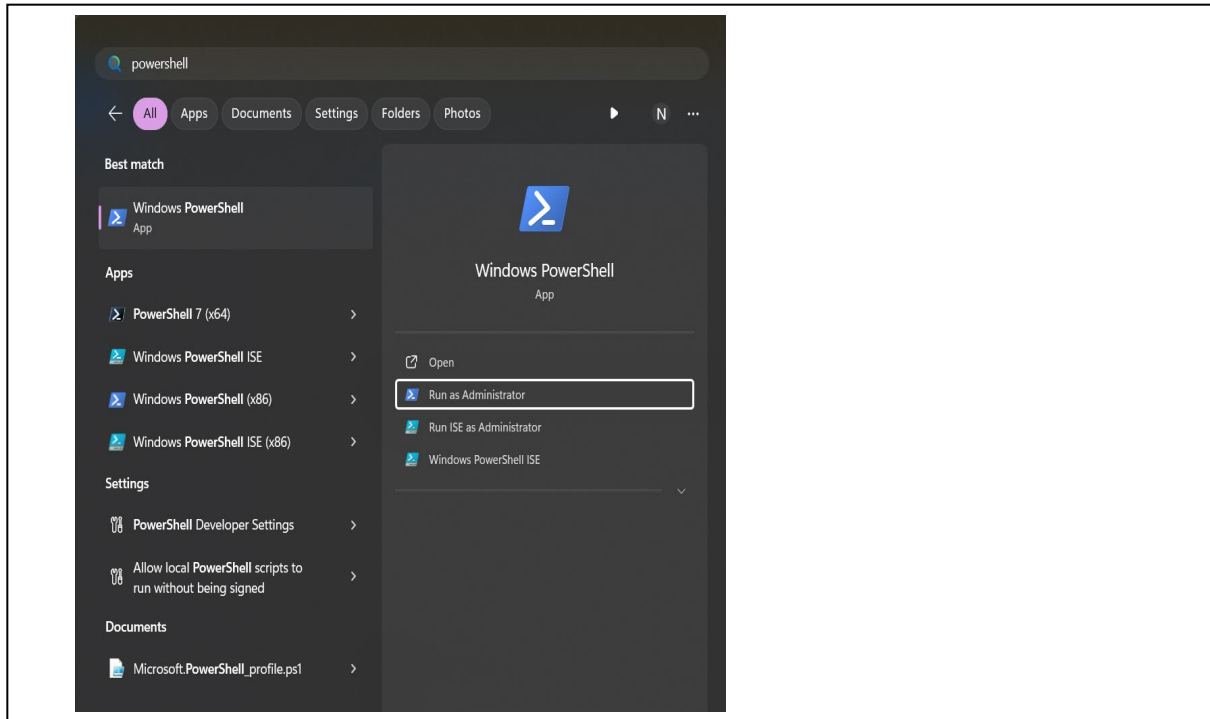 powershell
All Apps Documents Settings Folders Photos N ...
Best match
Windows PowerShell
App
Apps
PowerShell 7 (x64)
Windows PowerShell ISE
Windows PowerShell (x86)
Windows PowerShell ISE (x86)
Settings
PowerShell Developer Settings
Allow local PowerShell scripts to
run without being signed
Documents
Microsoft.PowerShell_profile.ps1
Windows PowerShell
App
Open
Run as Administrator
Run ISE as Administrator
Windows PowerShell ISE